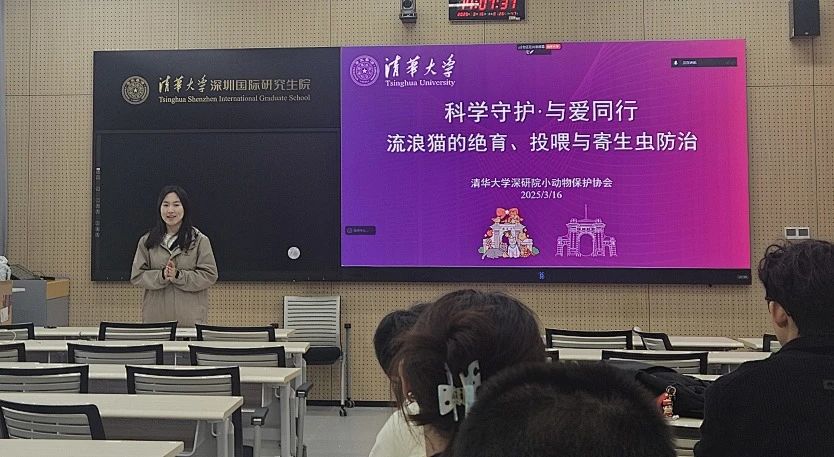 14:07:37
清华大学深圳国际研究生院
Tsinghua Shenzhen International Graduate School
清华大学
Tsinghua University
科学守护·与爱同行
流浪猫的绝育、投喂与寄生虫防治
清华大学深研院小动物保护协会
2025/3/16